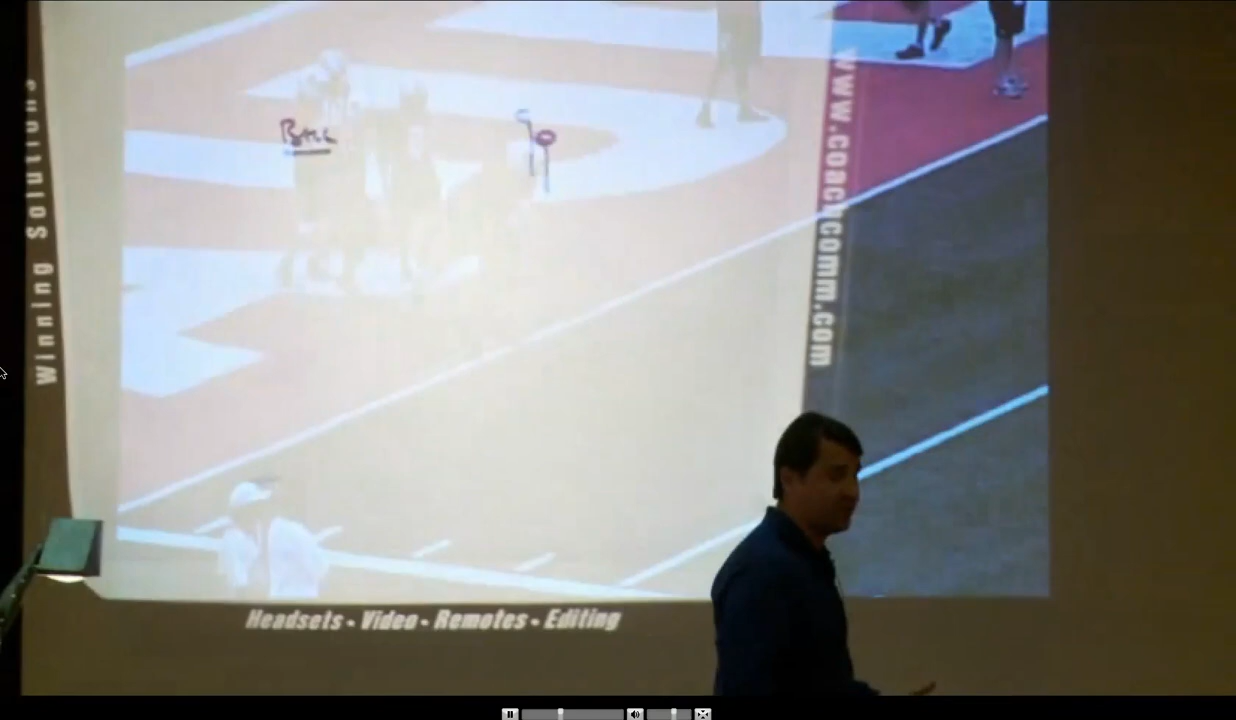 Winning Solutions
www.coachcomm.com
Headsets • Video • Remotes • Editing